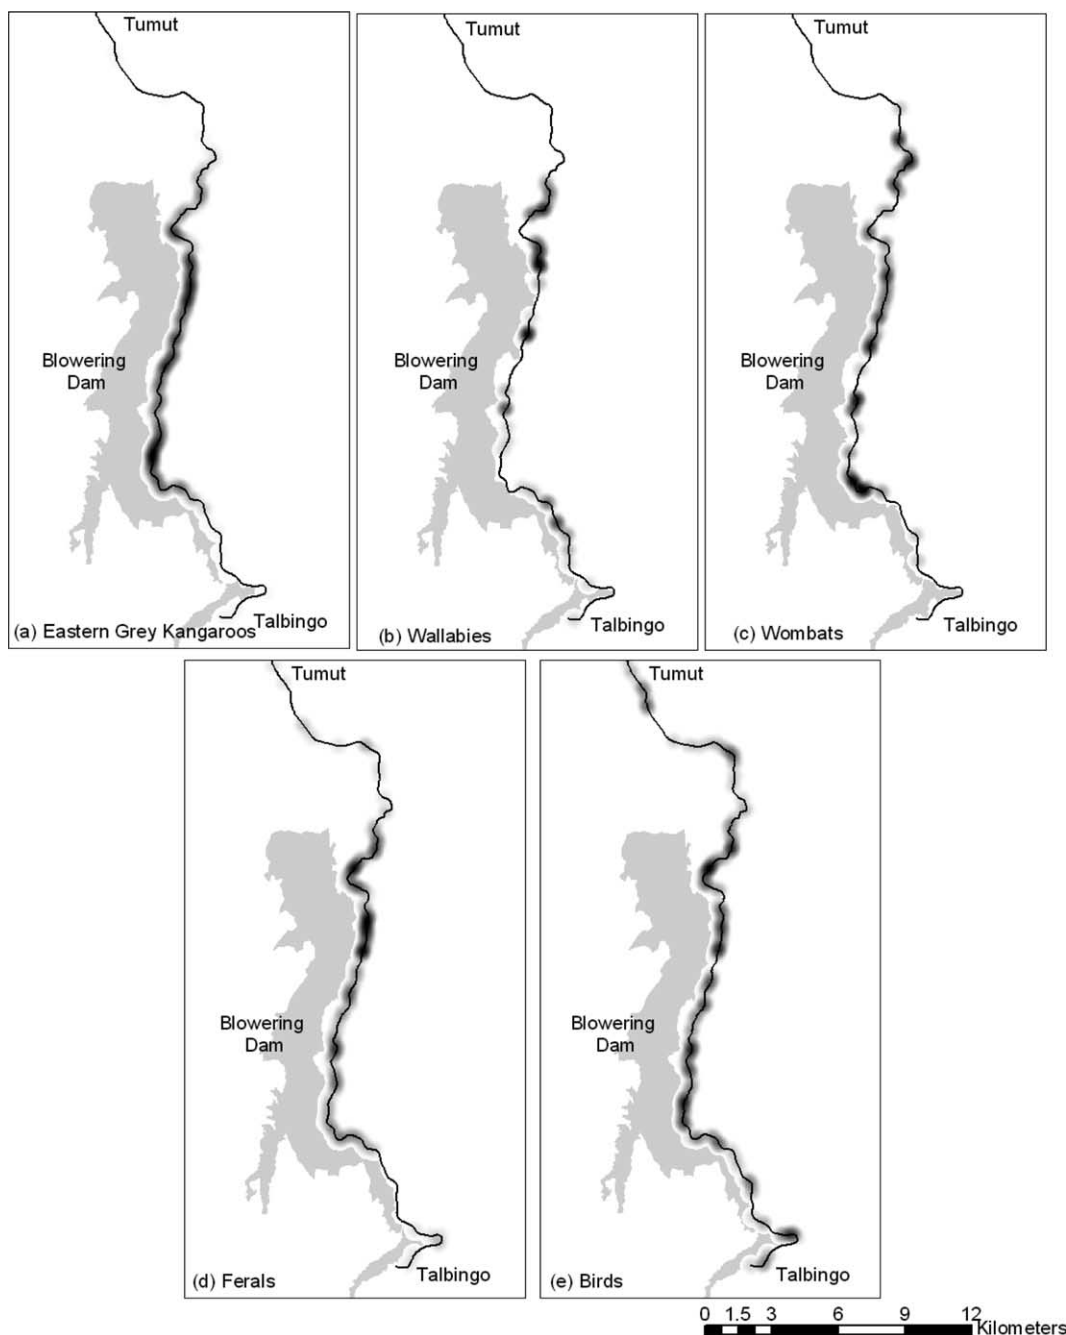 Tumut
Blowering
Dam
Talbingo
(a) Eastern Grey Kangaroos
Tumut
Blowering
Dam
Talbingo
(b) Wallabies
Tumut
Blowering
Dam
Talbingo
(c) Wombats
Tumut
Blowering
Dam
Talbingo
(d) Ferals
Tumut
Blowering
Dam
Talbingo
(e) Birds
0 1.5 3 6 9 12
Kilometers